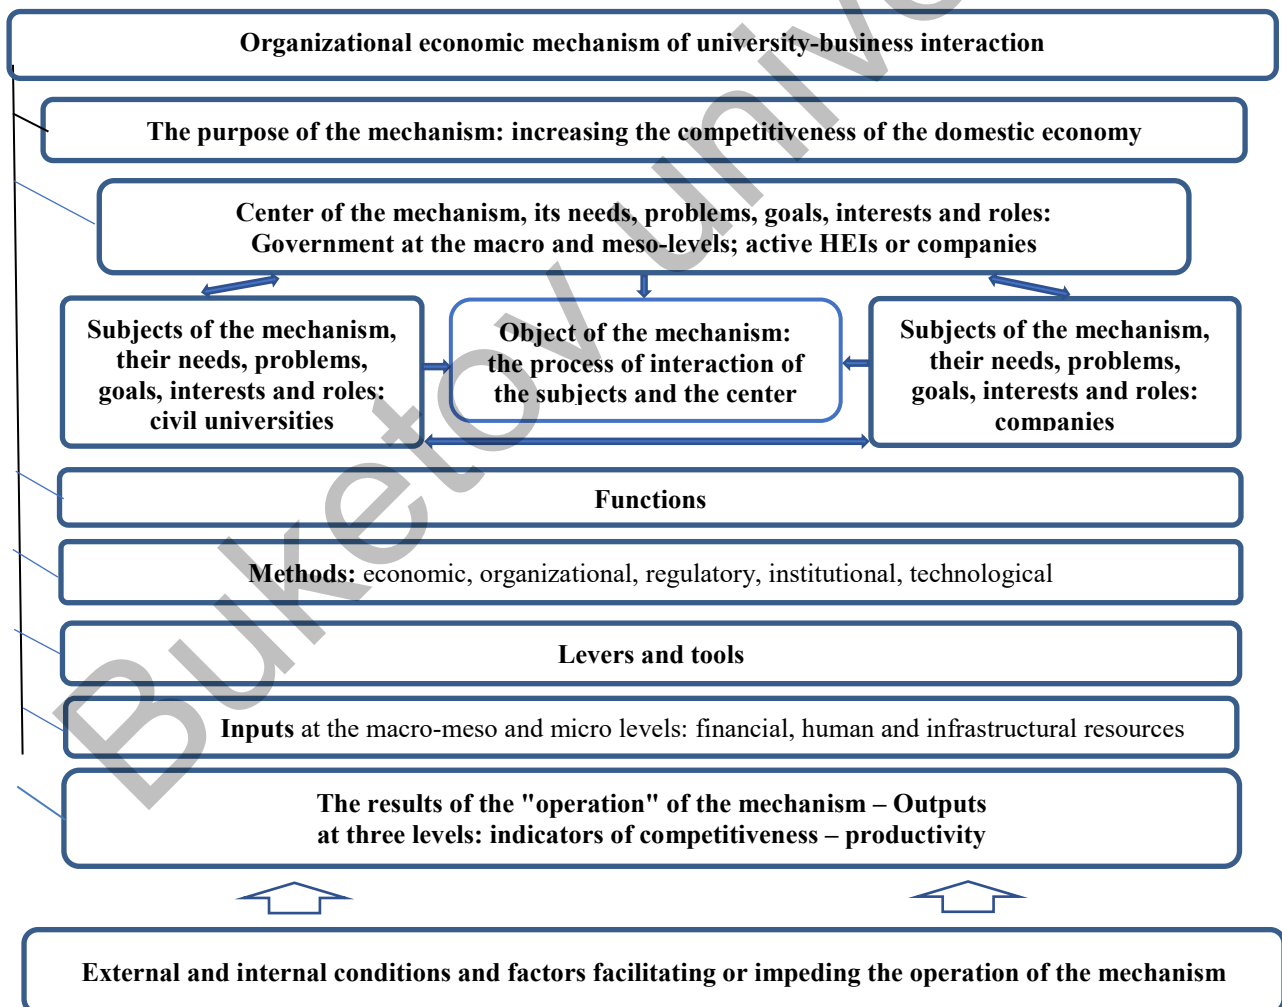 Organizational economic mechanism of university-business interaction
The purpose of the mechanism: increasing the competitiveness of the domestic economy
Center of the mechanism, its needs, problems, goals, interests and roles:
Government at the macro and meso-levels; active HEIs or companies
Subjects of the mechanism,
their needs, problems,
goals, interests and roles:
civil universities
Object of the mechanism:
the process of interaction of
the subjects and the center
Subjects of the mechanism,
their needs, problems,
goals, interests and roles:
companies
Functions
Methods: economic, organizational, regulatory, institutional, technological
Levers and tools
Inputs at the macro-meso and micro levels: financial, human and infrastructural resources
The results of the "operation" of the mechanism – Outputs
at three levels: indicators of competitiveness – productivity
External and internal conditions and factors facilitating or impeding the operation of the mechanism
Buketov